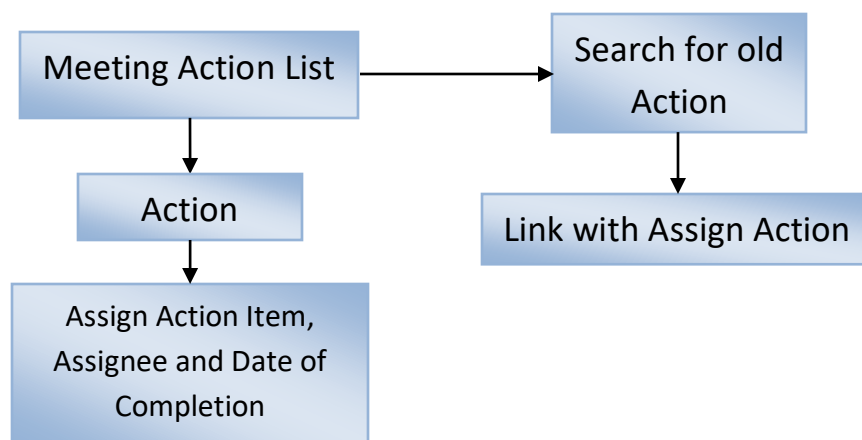 Meeting Action List
Search for old
Action
Action
Link with Assign Action
Assign Action Item,
Assignee and Date of
Completion